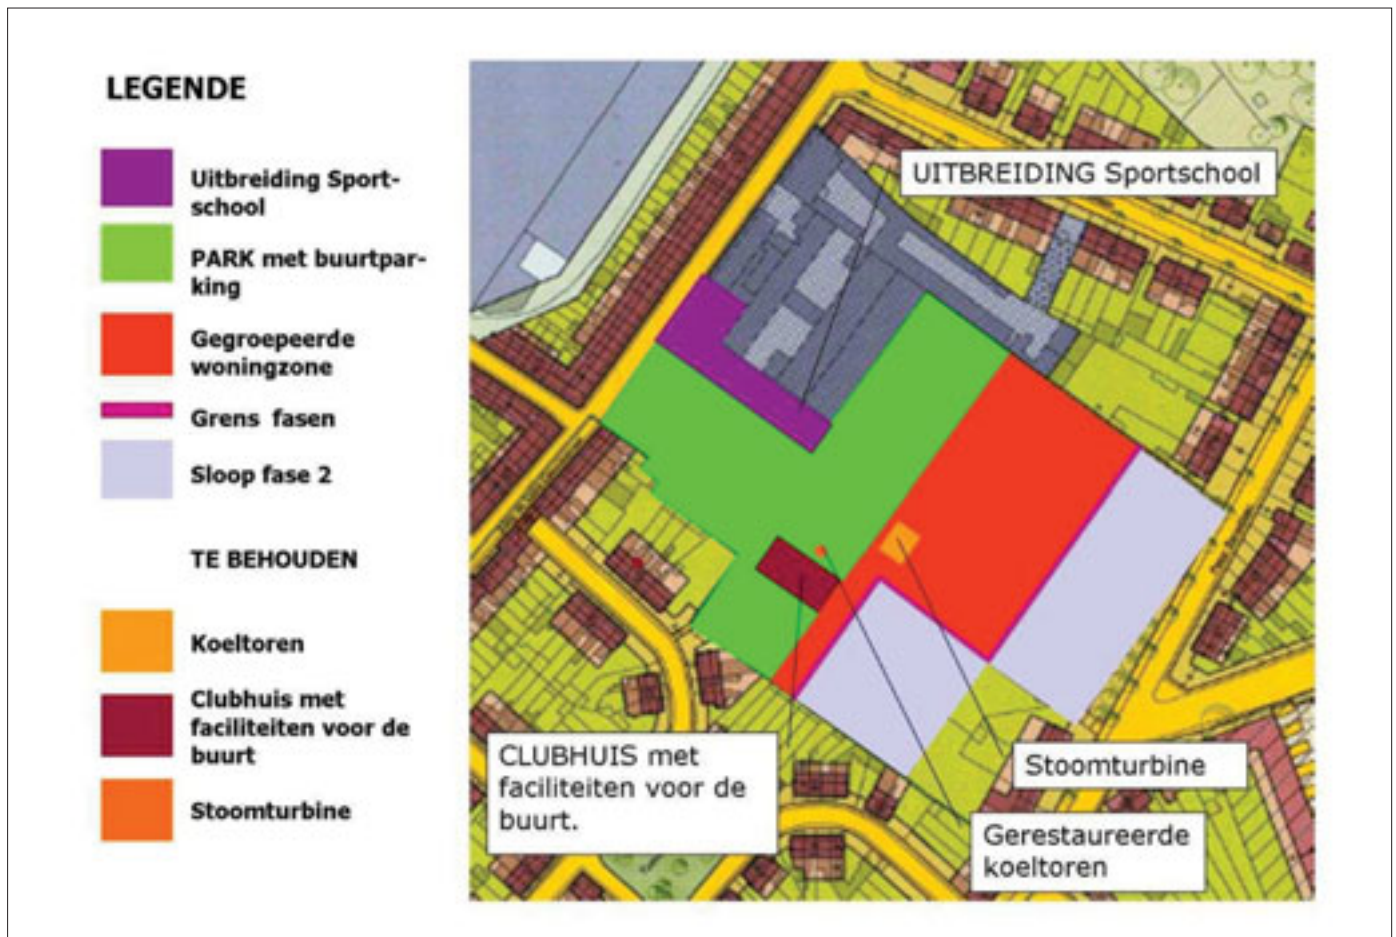 LEGENDE
Uitbreiding Sport-
school
PARK met buurtpar-
king
Gegroepeerde
woningzone
Grens fasen
Sloop fase 2
TE BEHOUDEN
Koeltoren
Clubhuis met
faciliteiten voor de
buurt
Stoomturbine
UITBREIDING Sportschool
CLUBHUIS met
faciliteiten voor de
buurt.
Stoomturbine
Gerestaureerde
koeltoren